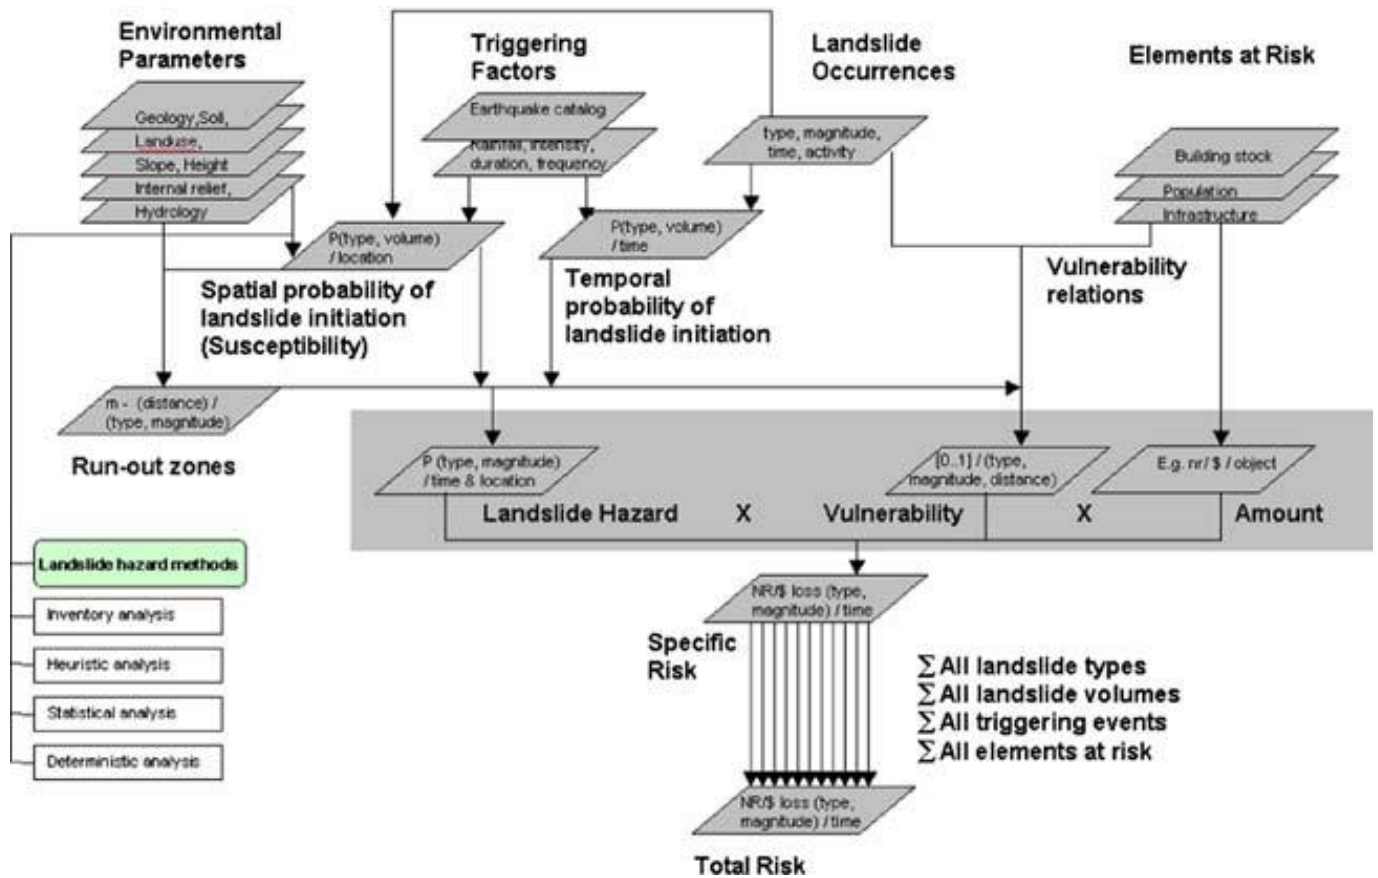 Environmental
Parameters
Triggering
Factors
Landslide
Occurrences
Elements at Risk
Geology,Soil,
Landuse,
Slope, Height
Internal relief,
Hydrology
Earthquake catalog
Rainfall, intensity,
duration, frequency
type, magnitude,
time, activity
Building stock
Population
Infrastructure
P(type, volume)
/ location
P(type, volume)
/ time
Spatial probability of
landslide initiation
(Susceptibility)
Temporal
probability of
landslide initiation
Vulnerability
relations
m - (distance) /
(type, magnitude)
Run-out zones
P (type, magnitude)
/ time & location
[0..1] / (type,
magnitude, distance)
E.g. nr/ $ / object
Landslide Hazard X Vulnerability X Amount
Landslide hazard methods
Inventory analysis
Heuristic analysis
Statistical analysis
Deterministic analysis
NR/$ loss (type,
magnitude) / time
Specific
Risk
∑ All landslide types
∑ All landslide volumes
∑ All triggering events
∑ All elements at risk
NR/$ loss (type,
magnitude) / time
Total Risk